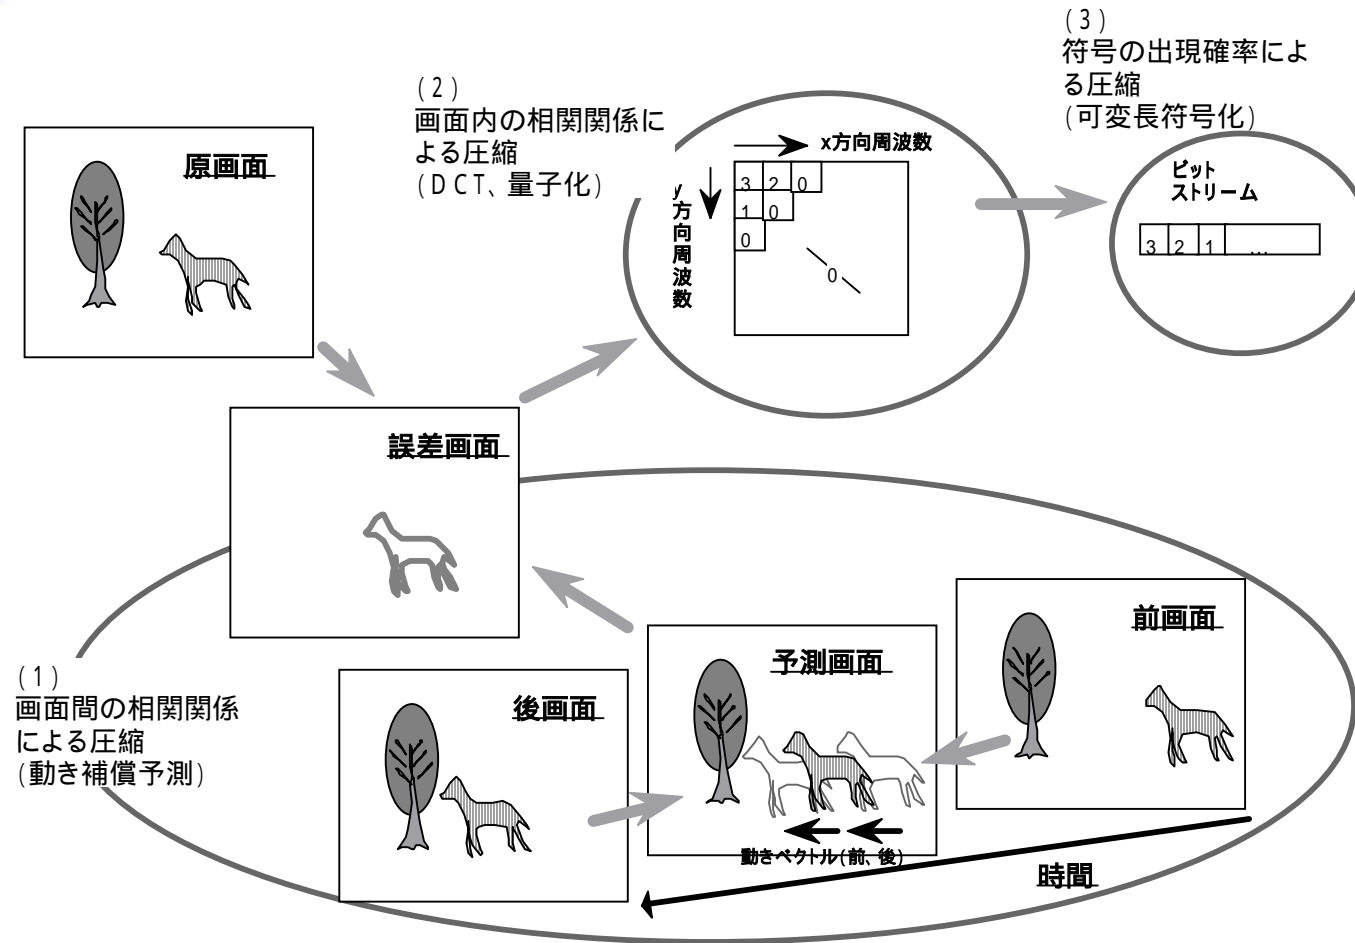 (3)
符号の出現確率によ
る圧縮
(可変長符号化)
(2)
画面内の相関関係に
よる圧縮
(DCT、量子化)
原画面
x方向周波数
y方向周波数
3 2 0
1 0
0
0
ビット
ストリーム
3 2 1 ...
誤差画面
前画面
予測画面
後画面
(1)
画面間の相関関係
による圧縮
(動き補償予測)
動きベクトル(前、後)
時間